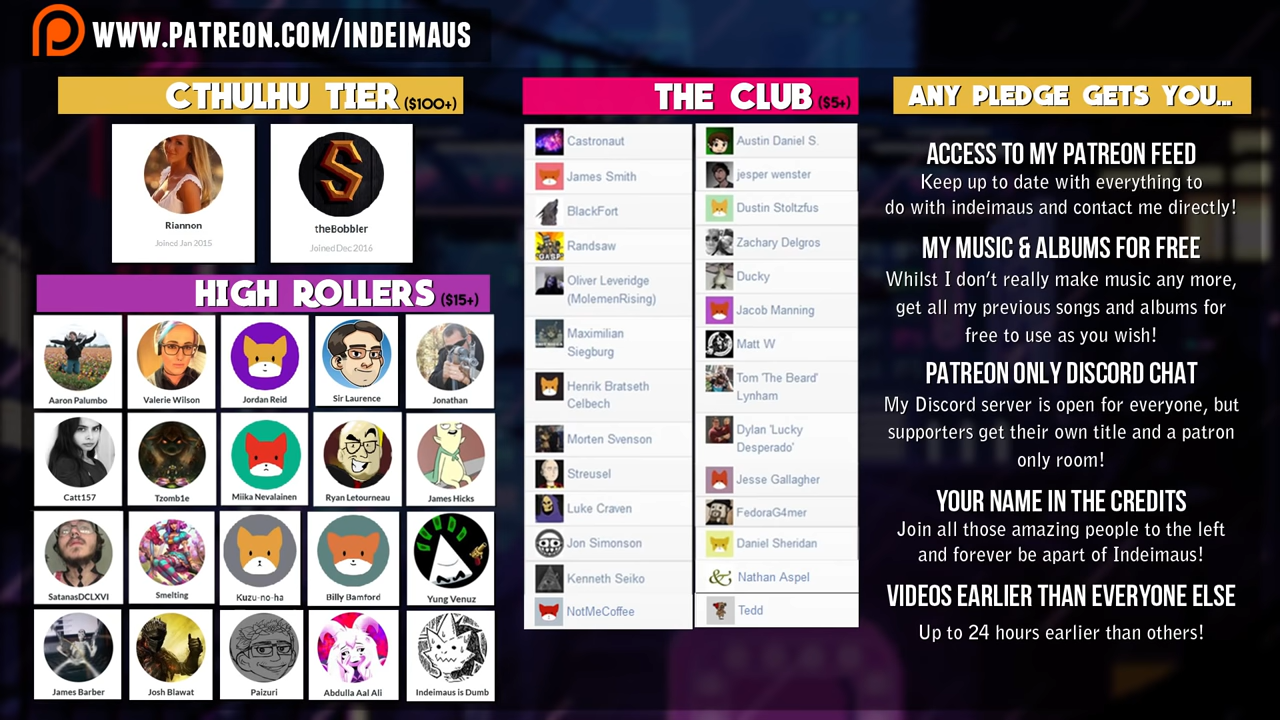 WWW.PATREON.COM/INDEIMAUS
CTHULHU TIER ($100+)
Riannon
Joined Jan 2015
theBobbler
Joined Dec 2016
HIGH ROLLERS ($15+)
Aaron Palumbo
Valerie Wilson
Jordan Reid
Sir Laurence
Jonathan
Catt157
Tzomb1e
Miika Nevalainen
Ryan Letourneau
James Hicks
SatanasDCLXVI
Smelting
Kuzu-no-ha
Billy Bamford
Yung Venuz
James Barber
Josh Blawat
Paizuri
Abdulla Aal Ali
Indeimaus is Dumb
THE CLUB ($5+)
Castronaut
James Smith
BlackFort
Randsaw
Oliver Leveridge
(MolemenRising)
Maximilian
Siegburg
Henrik Bratseth
Celbech
Morten Svenson
Streusel
Luke Craven
Jon Simonson
Kenneth Seiko
NotMeCoffee
Austin Daniel S.
jesper wenster
Dustin Stoltzfus
Zachary Delgros
Ducky
Jacob Manning
Matt W
Tom 'The Beard'
Lynham
Dylan 'Lucky
Desperado'
Jesse Gallagher
FedoraG4mer
Daniel Sheridan
Nathan Aspel
Tedd
ANY PLEDGE GETS YOU...
ACCESS TO MY PATREON FEED
Keep up to date with everything to
do with indeimaus and contact me directly!
MY MUSIC & ALBUMS FOR FREE
Whilst I don't really make music any more,
get all my previous songs and albums for
free to use as you wish!
PATREON ONLY DISCORD CHAT
My Discord server is open for everyone, but
supporters get their own title and a patron
only room!
YOUR NAME IN THE CREDITS
Join all those amazing people to the left
and forever be apart of Indeimaus!
VIDEOS EARLIER THAN EVERYONE ELSE
Up to 24 hours earlier than others!